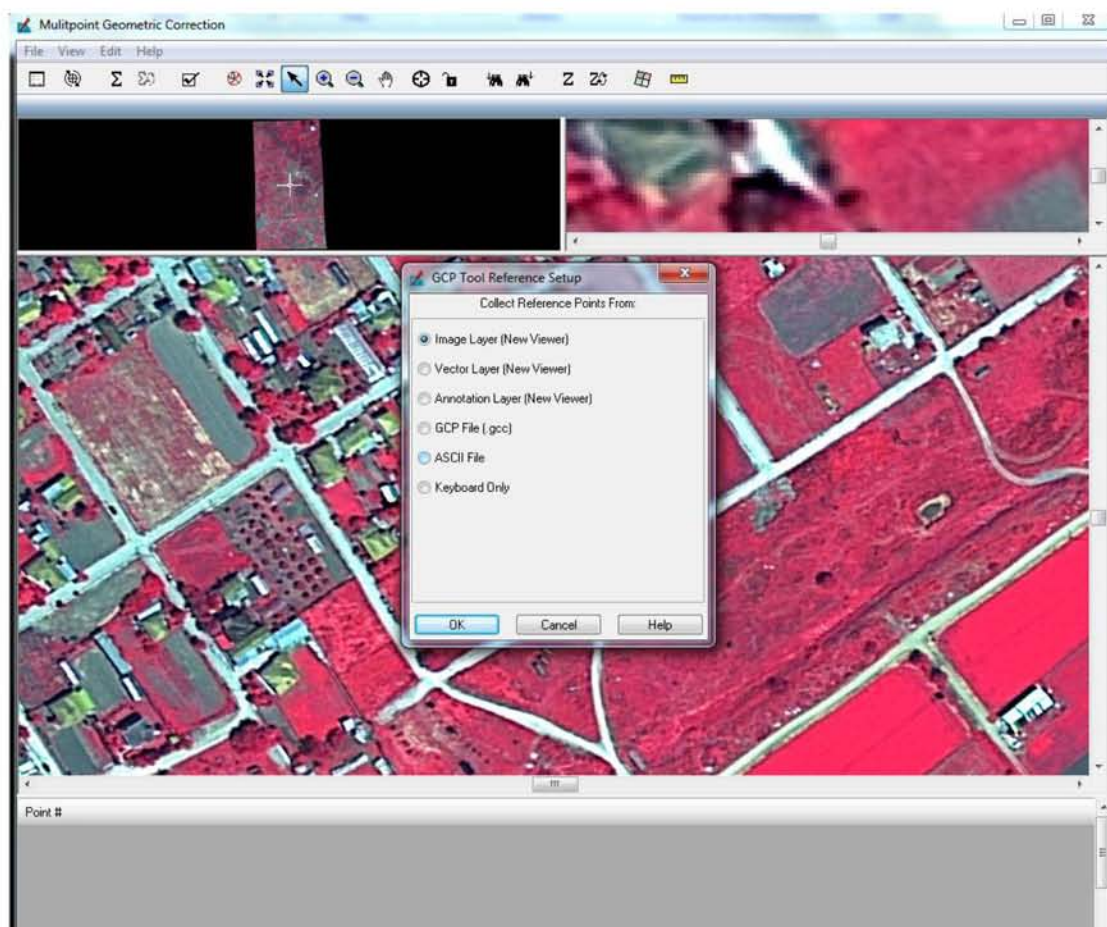 Mulitpoint Geometric Correction
File View Edit Help
Σ Z
GCP Tool Reference Setup
Collect Reference Points From:
Image Layer (New Viewer)
Vector Layer (New Viewer)
Annotation Layer (New Viewer)
GCP File (.gcc)
ASCII File
Keyboard Only
OK Cancel Help
Point #